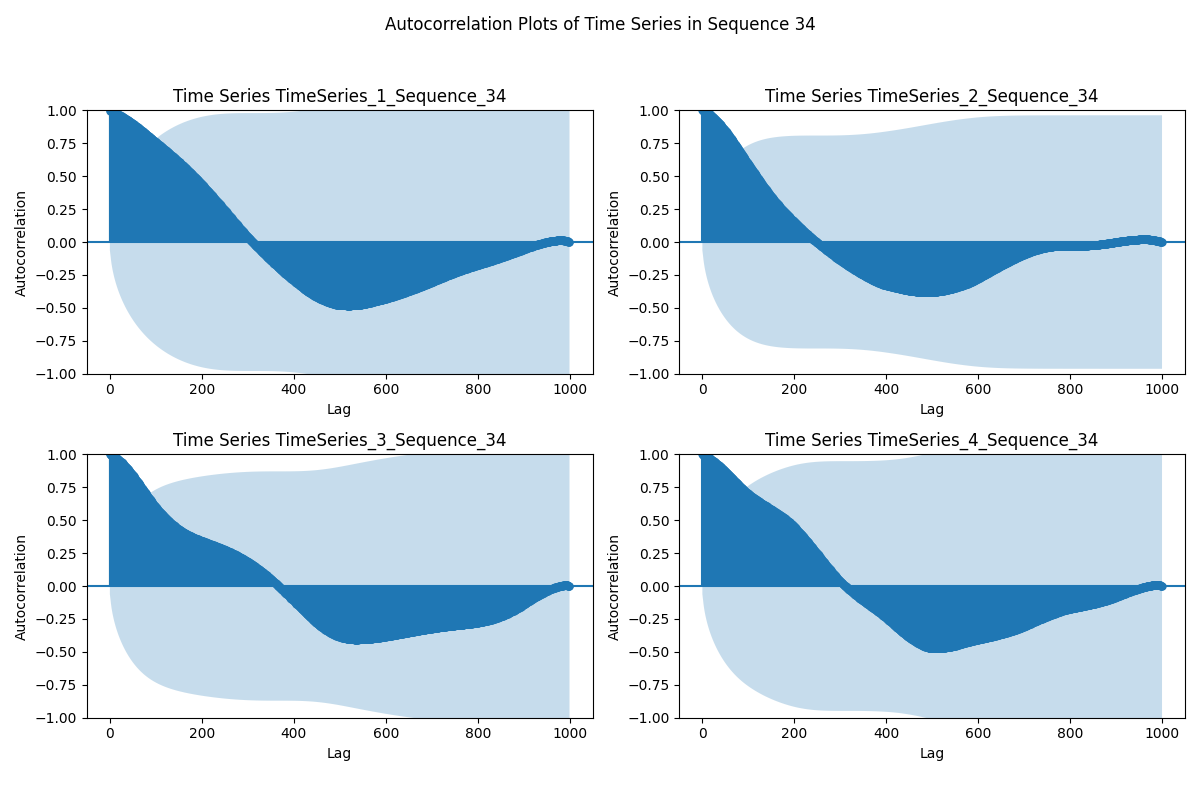 Autocorrelation Plots of Time Series in Sequence 34
Time Series TimeSeries_1_Sequence_34
1.00
0.75
0.50
0.25
0.00
−0.25
−0.50
−0.75
−1.00
Autocorrelation
0 200 400 600 800 1000
Lag
Time Series TimeSeries_2_Sequence_34
1.00
0.75
0.50
0.25
0.00
−0.25
−0.50
−0.75
−1.00
Autocorrelation
0 200 400 600 800 1000
Lag
Time Series TimeSeries_3_Sequence_34
1.00
0.75
0.50
0.25
0.00
−0.25
−0.50
−0.75
−1.00
Autocorrelation
0 200 400 600 800 1000
Lag
Time Series TimeSeries_4_Sequence_34
1.00
0.75
0.50
0.25
0.00
−0.25
−0.50
−0.75
−1.00
Autocorrelation
0 200 400 600 800 1000
Lag